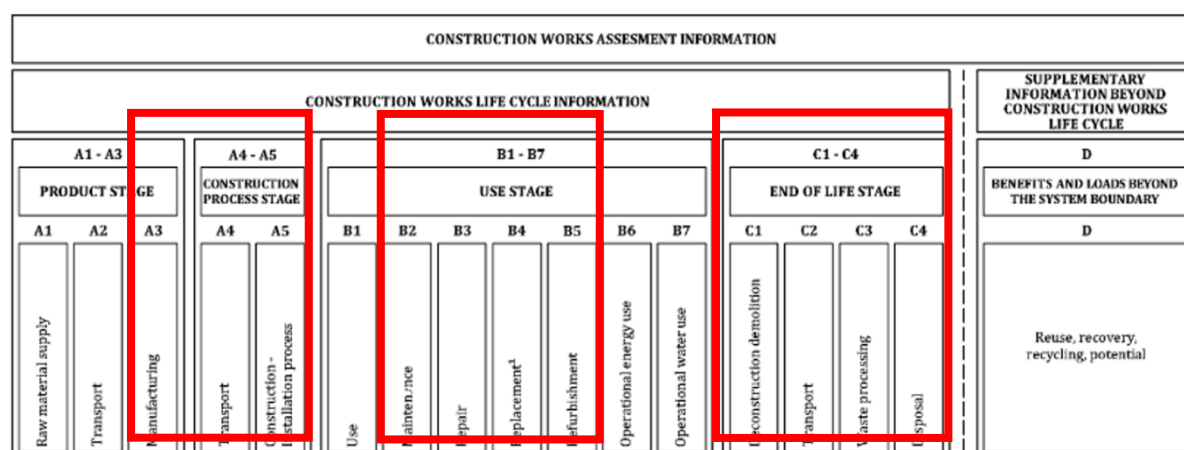 CONSTRUCTION WORKS ASSESMENT INFORMATION
CONSTRUCTION WORKS LIFE CYCLE INFORMATION
SUPPLEMENTARY
INFORMATION BEYOND
CONSTRUCTION WORKS
LIFE CYCLE
A1 - A3
A4 - A5
B1 - B7
C1 - C4
D
PRODUCT STAGE
CONSTRUCTION
PROCESS STAGE
USE STAGE
END OF LIFE STAGE
BENEFITS AND LOADS BEYOND
THE SYSTEM BOUNDARY
A1
A2
A3
A4
A5
B1
B2
B3
B4
B5
B6
B7
C1
C2
C3
C4
D
Raw material supply
Transport
Manufacturing
Transport
Construction -
Installation process
Use
Maintenance
Repair
Replacement¹
Refurbishment
Operational energy use
Operational water use
Deconstruction demolition
Transport
Waste processing
Disposal
Reuse, recovery,
recycling, potential